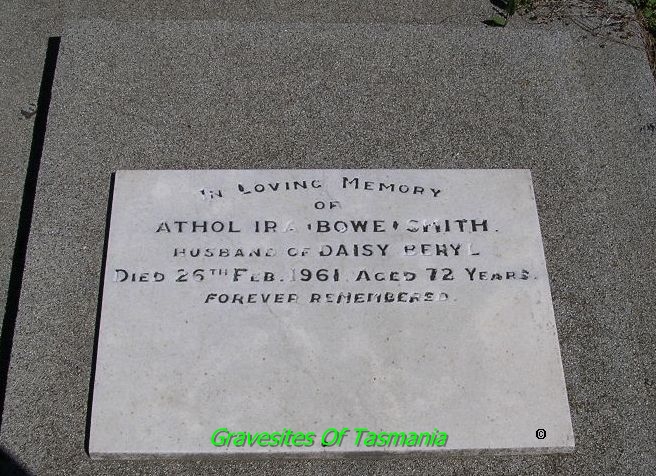 IN LOVING MEMORY
OF
ATHOL IRA (BOWE) SMITH.
HUSBAND OF DAISY BERYL
DIED 26TH FEB. 1961. AGED 72 YEARS.
FOREVER REMEMBERED.
Gravesites Of Tasmania ©